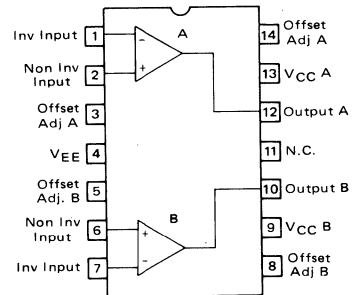 Inv Input 1
Non Inv
Input 2
Offset
Adj A 3
VEE 4
Offset
Adj. B 5
Non Inv
Input 6
Inv Input 7
−
A
+
B
+
−
14 Offset
Adj A
13 VCC A
12 Output A
11 N.C.
10 Output B
9 VCC B
8 Offset
Adj B